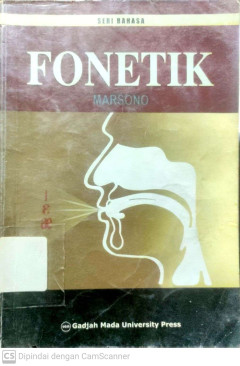 SERI BAHASA
FONETIK
MARSONO
Gadjah Mada University Press
CS Dipindai dengan CamScanner